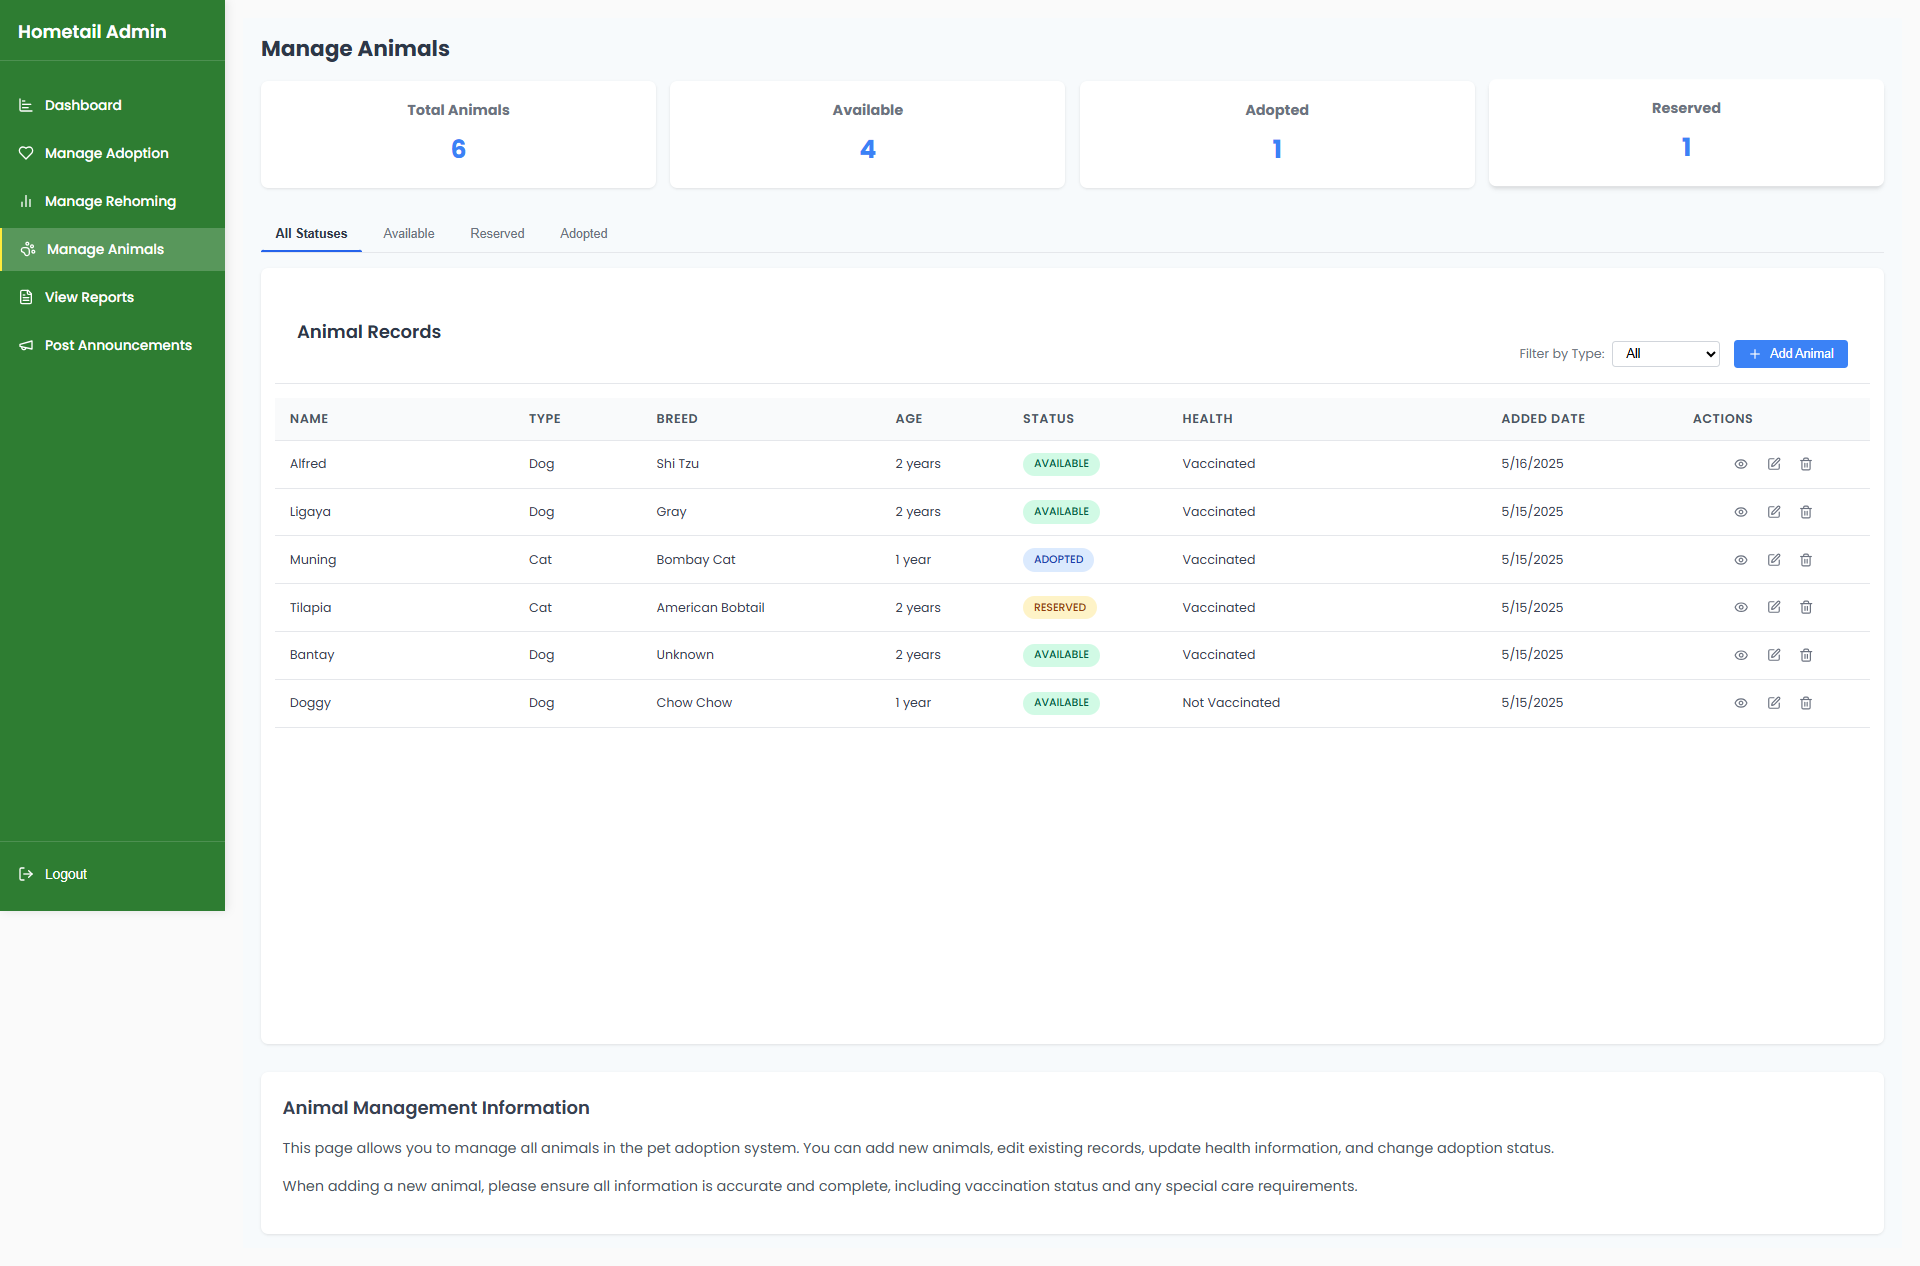 Hometail Admin
Dashboard
Manage Adoption
Manage Rehoming
Manage Animals
View Reports
Post Announcements
Logout
Manage Animals
Total Animals
6
Available
4
Adopted
1
Reserved
1
All Statuses Available Reserved Adopted
Animal Records
Filter by Type: All Add Animal
NAME TYPE BREED AGE STATUS HEALTH ADDED DATE ACTIONS
Alfred Dog Shi Tzu 2 years AVAILABLE Vaccinated 5/16/2025
Ligaya Dog Gray 2 years AVAILABLE Vaccinated 5/15/2025
Muning Cat Bombay Cat 1 year ADOPTED Vaccinated 5/15/2025
Tilapia Cat American Bobtail 2 years RESERVED Vaccinated 5/15/2025
Bantay Dog Unknown 2 years AVAILABLE Vaccinated 5/15/2025
Doggy Dog Chow Chow 1 year AVAILABLE Not Vaccinated 5/15/2025
Animal Management Information
This page allows you to manage all animals in the pet adoption system. You can add new animals, edit existing records, update health information, and change adoption status.
When adding a new animal, please ensure all information is accurate and complete, including vaccination status and any special care requirements.